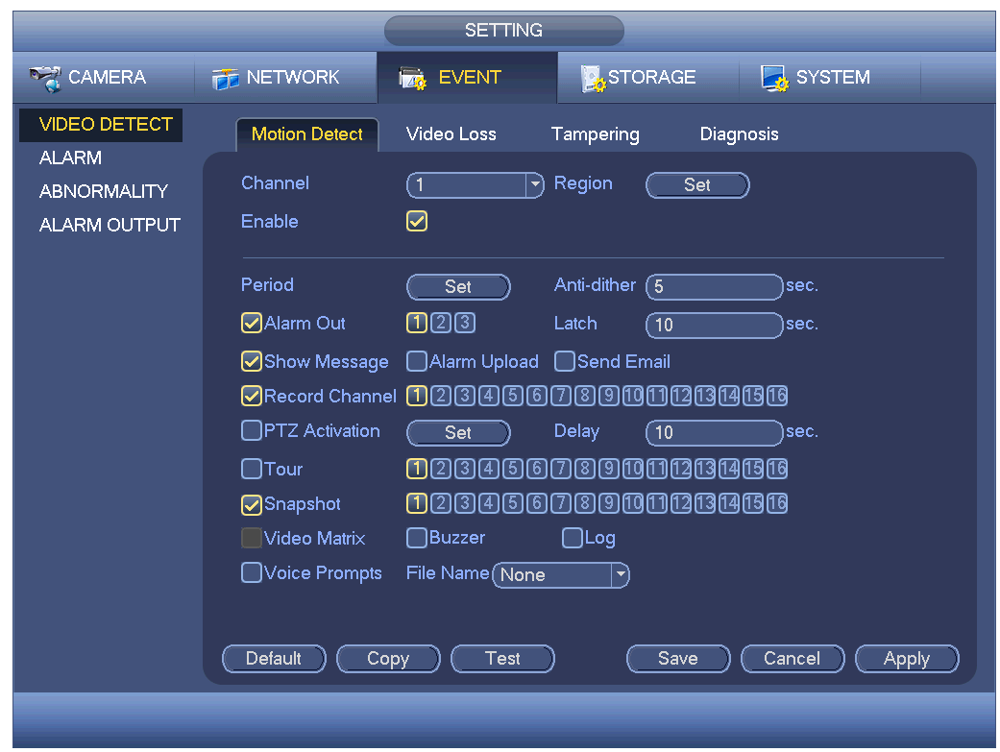 SETTING
CAMERA NETWORK EVENT STORAGE SYSTEM
VIDEO DETECT
ALARM
ABNORMALITY
ALARM OUTPUT
Motion Detect Video Loss Tampering Diagnosis
Channel 1 Region Set
Enable
Period Set Anti-dither 5 sec.
Alarm Out 1 2 3 Latch 10 sec.
Show Message Alarm Upload Send Email
Record Channel 1 2 3 4 5 6 7 8 9 10 11 12 13 14 15 16
PTZ Activation Set Delay 10 sec.
Tour 1 2 3 4 5 6 7 8 9 10 11 12 13 14 15 16
Snapshot 1 2 3 4 5 6 7 8 9 10 11 12 13 14 15 16
Video Matrix Buzzer Log
Voice Prompts File Name None
Default Copy Test Save Cancel Apply